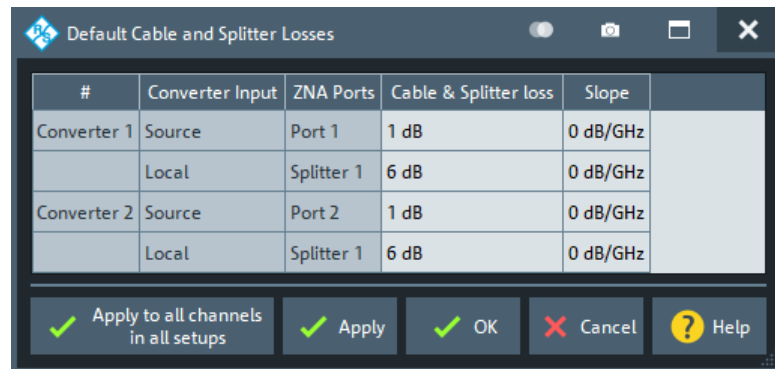 Default Cable and Splitter Losses
# Converter Input ZNA Ports Cable & Splitter loss Slope
Converter 1 Source Port 1 1 dB 0 dB/GHz
Local Splitter 1 6 dB 0 dB/GHz
Converter 2 Source Port 2 1 dB 0 dB/GHz
Local Splitter 1 6 dB 0 dB/GHz
Apply to all channels
in all setups
Apply
OK
Cancel
? Help